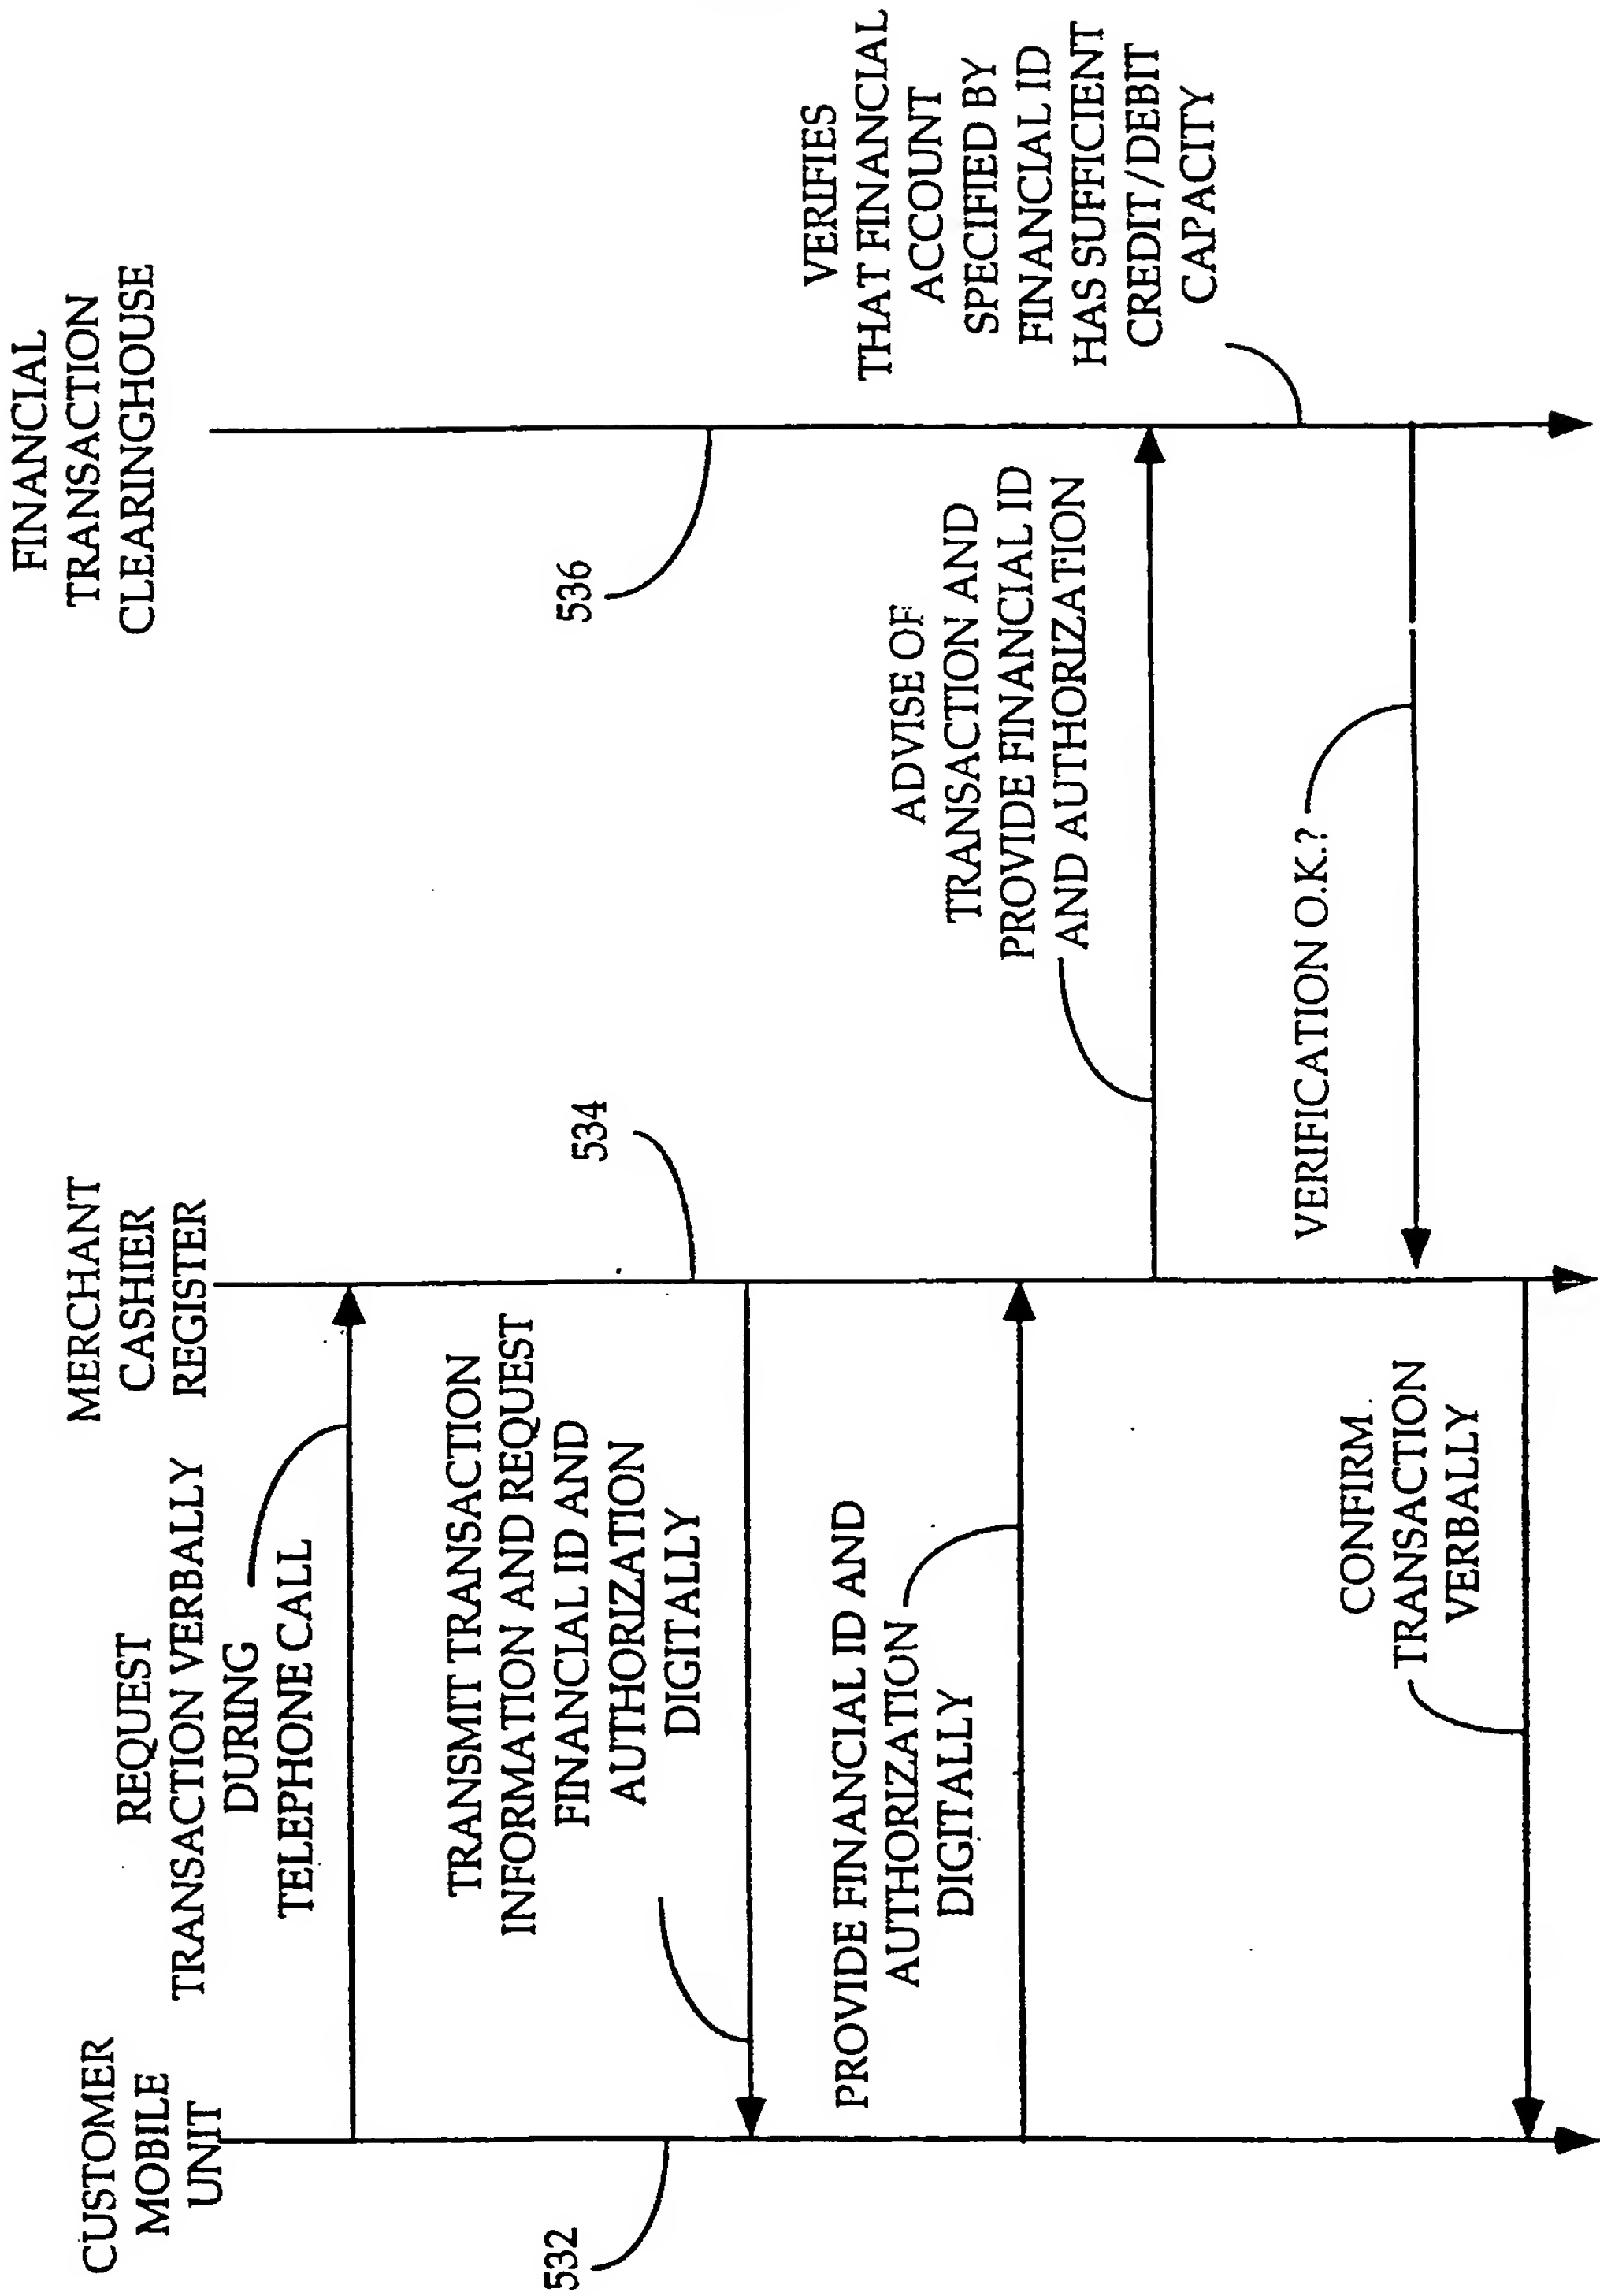 CUSTOMER
MOBILE
UNIT
MERCHANT
CASHIER
REGISTER
FINANCIAL
TRANSACTION
CLEARINGHOUSE
REQUEST
TRANSACTION VERBALLY
DURING
TELEPHONE CALL
532
534
536
TRANSMIT TRANSACTION
INFORMATION AND REQUEST
FINANCIAL ID AND
AUTHORIZATION
DIGITALLY
PROVIDE FINANCIAL ID AND
AUTHORIZATION
DIGITALLY
ADVISE OF
TRANSACTION AND
PROVIDE FINANCIAL ID
AND AUTHORIZATION
VERIFIES
THAT FINANCIAL
ACCOUNT
SPECIFIED BY
FINANCIAL ID
HAS SUFFICIENT
CREDIT/DEBIT
CAPACITY
VERIFICATION O.K.?
CONFIRM
TRANSACTION
VERBALLY